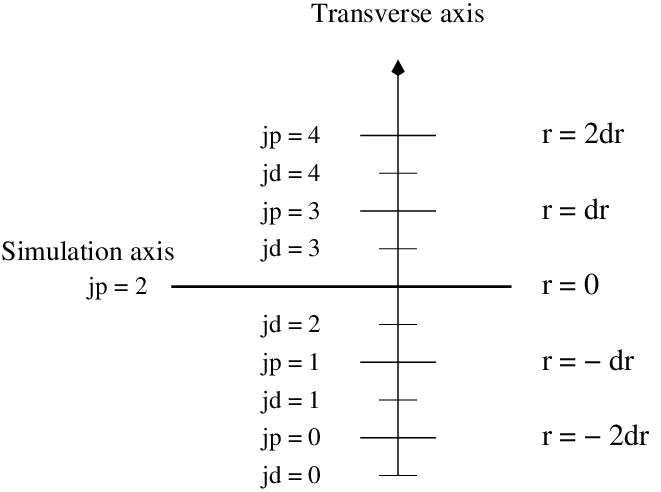 Transverse axis
jp = 4 r = 2dr
jd = 4
jp = 3 r = dr
jd = 3
Simulation axis
jp = 2 r = 0
jd = 2
jp = 1 r = − dr
jd = 1
jp = 0 r = − 2dr
jd = 0